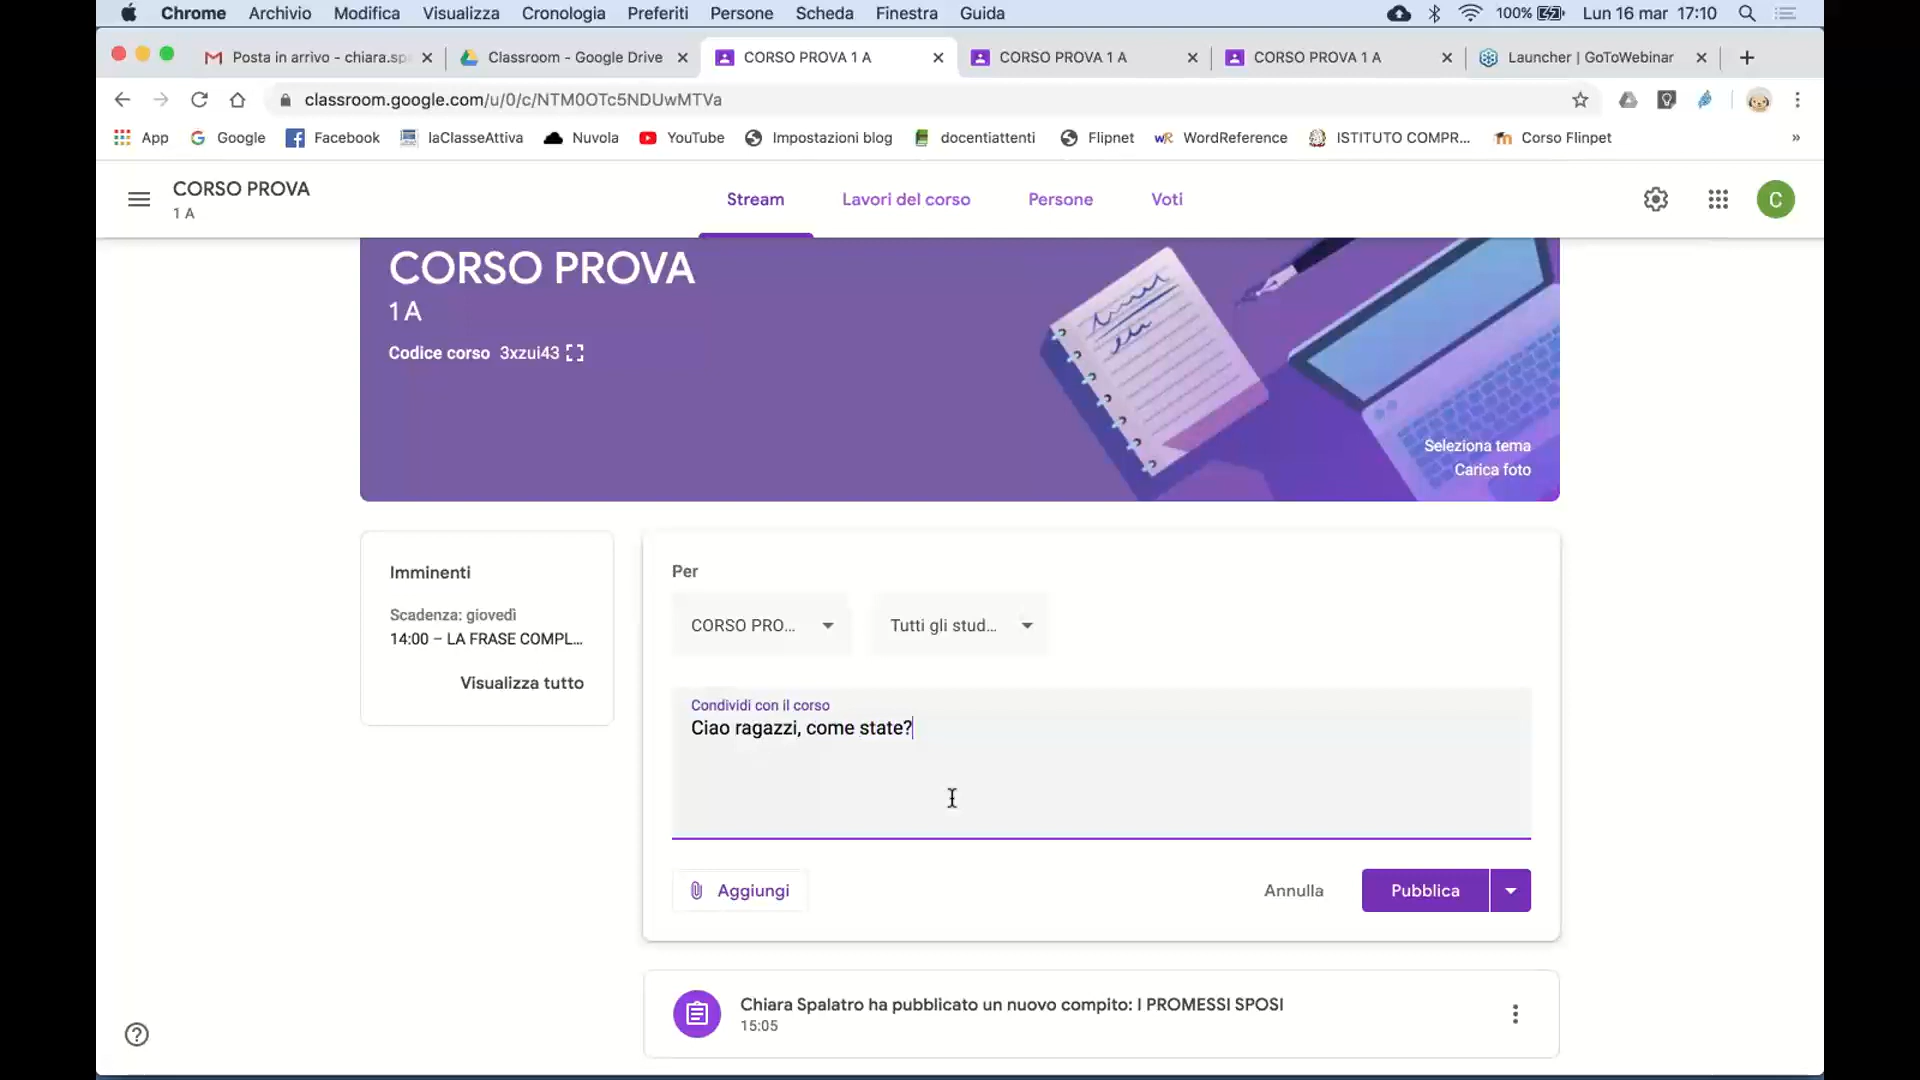 Chrome Archivio Modifica Visualizza Cronologia Preferiti Persone Scheda Finestra Guida 100% Lun 16 mar 17:10
Posta in arrivo - chiara.sp Classroom - Google Drive CORSO PROVA 1 A CORSO PROVA 1 A CORSO PROVA 1 A Launcher | GoToWebinar
classroom.google.com/u/0/c/NTM0OTc5NDUwMTVa
App Google Facebook laClasseAttiva Nuvola YouTube Impostazioni blog docentiattenti Flipnet WordReference ISTITUTO COMPR... Corso Flinpet »
CORSO PROVA
1 A
Stream Lavori del corso Persone Voti
C
CORSO PROVA
1 A
Codice corso 3xzui43
Seleziona tema
Carica foto
Imminenti
Scadenza: giovedì
14:00 – LA FRASE COMPL...
Visualizza tutto
Per
CORSO PRO... Tutti gli stud...
Condividi con il corso
Ciao ragazzi, come state?
Aggiungi Annulla Pubblica
Chiara Spalatro ha pubblicato un nuovo compito: I PROMESSI SPOSI
15:05